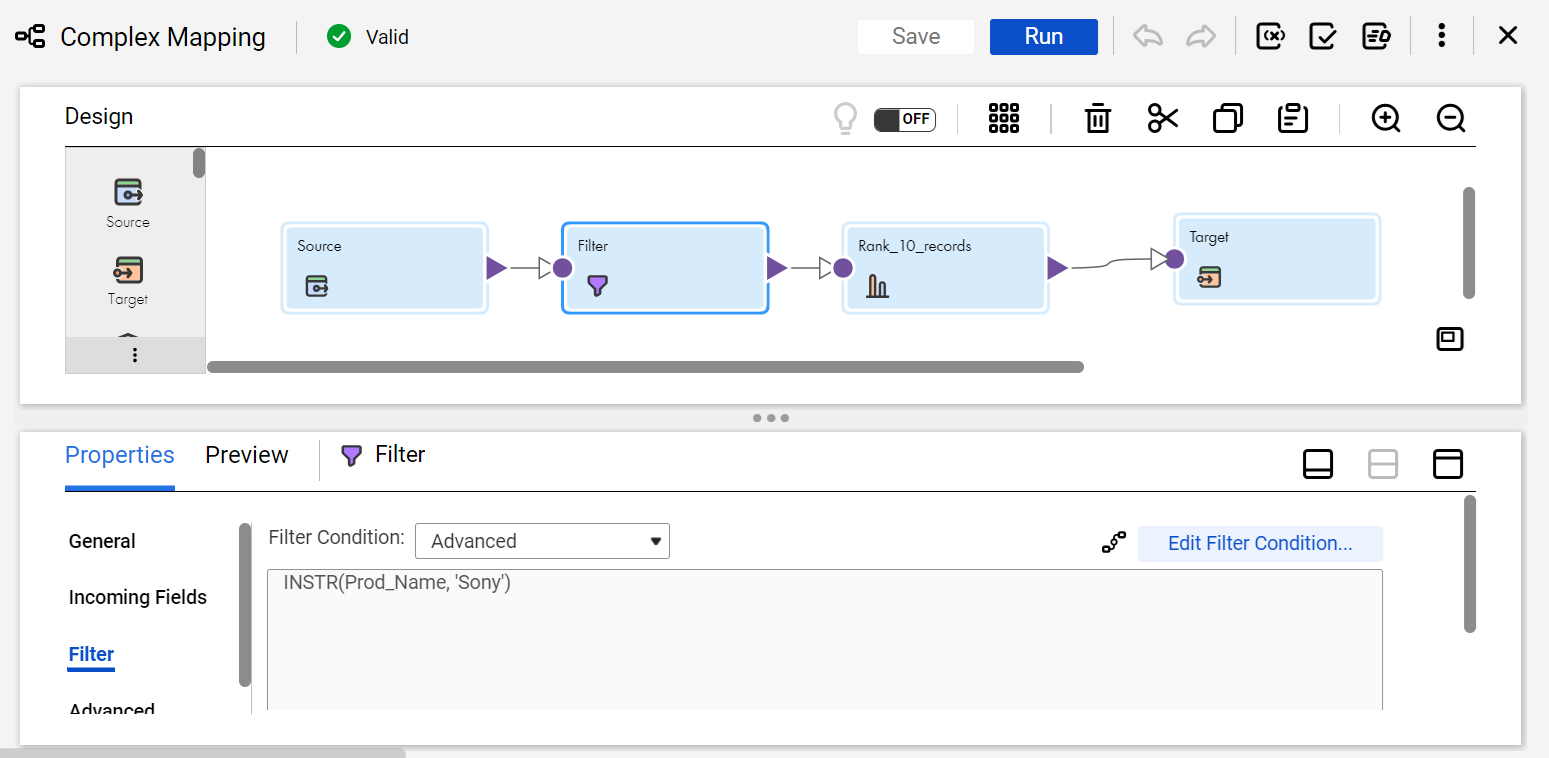 Complex Mapping
Valid
Save
Run
Design
OFF
Source
Target
Source
Filter
Rank_10_records
Target
Properties
Preview
Filter
General
Incoming Fields
Filter
Advanced
Filter Condition:
Advanced
Edit Filter Condition...
INSTR(Prod_Name, 'Sony')